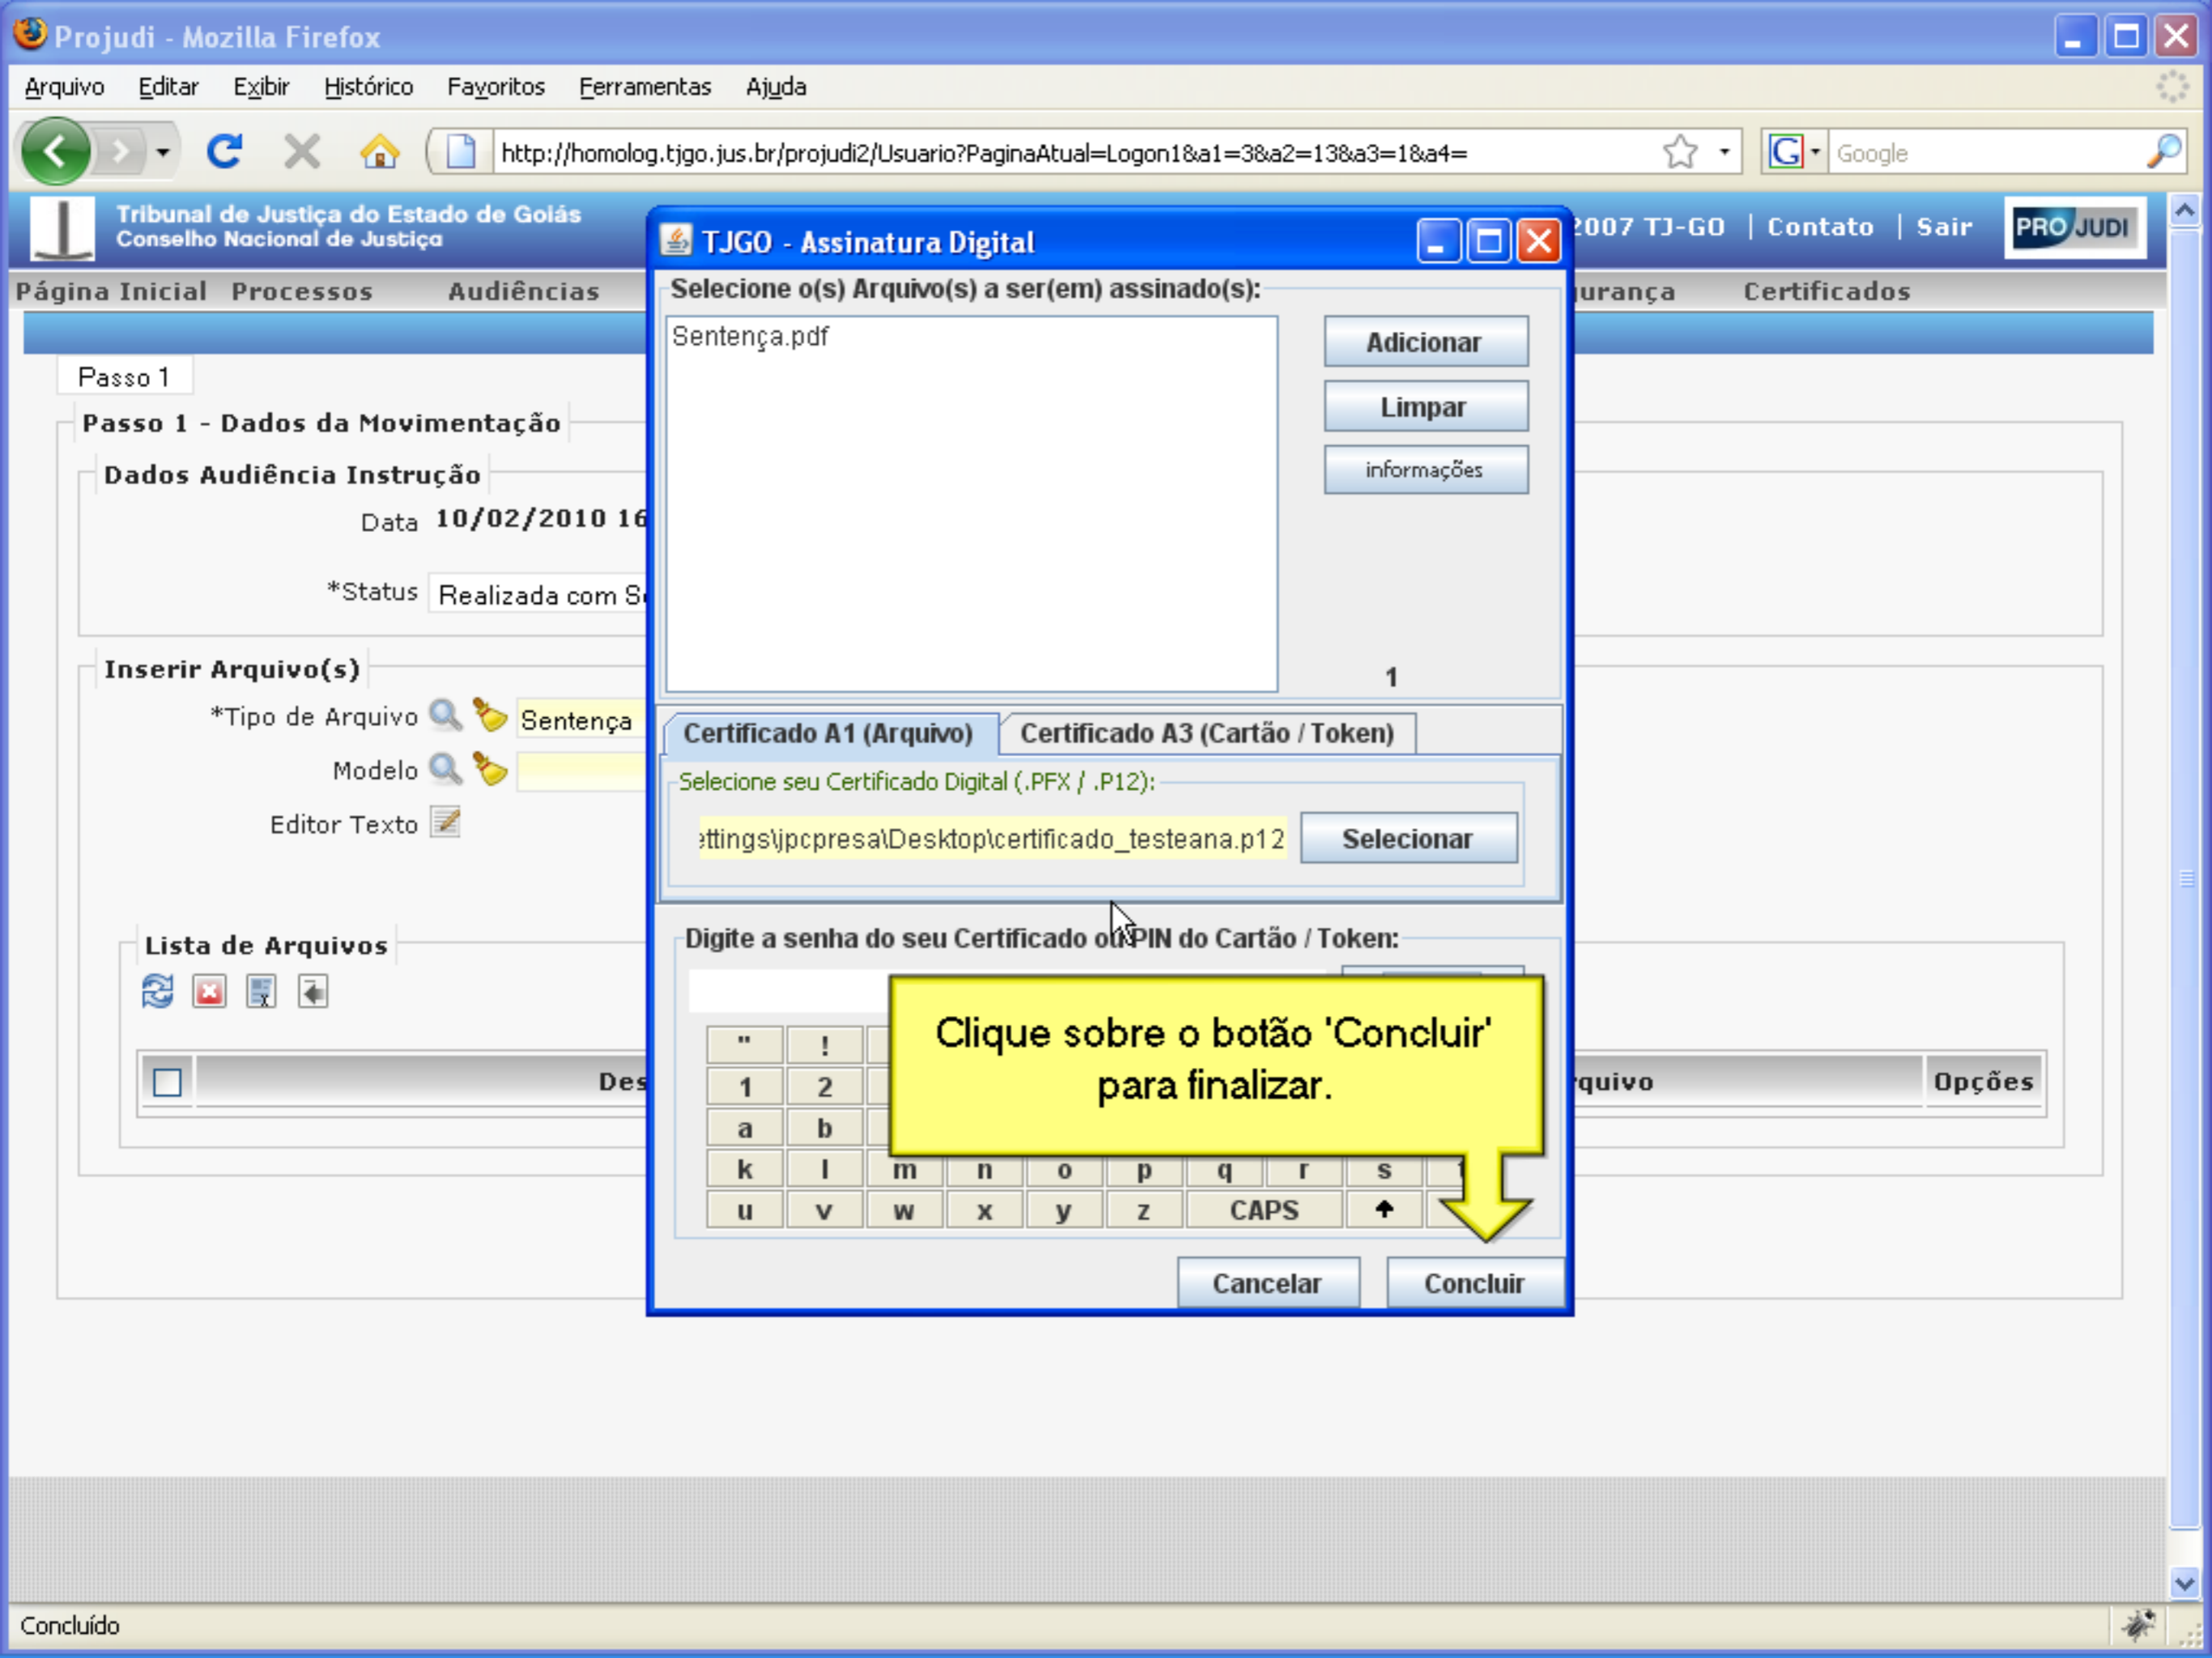 Projudi - Mozilla Firefox
Arquivo Editar Exibir Histórico Favoritos Ferramentas Ajuda
http://homolog.tjgo.jus.br/projudi2/Usuario?PaginaAtual=Logon1&a1=3&a2=13&a3=1&a4=
Google
Tribunal de Justiça do Estado de Goiás
Conselho Nacional de Justiça
2007 TJ-GO | Contato | Sair
PROJUDI
Página Inicial Processos Audiências urança Certificados
TJGO - Assinatura Digital
Selecione o(s) Arquivo(s) a ser(em) assinado(s):
Sentença.pdf
Adicionar
Limpar
informações
1
Passo 1
Passo 1 - Dados da Movimentação
Dados Audiência Instrução
Data 10/02/2010 16
*Status Realizada com S
Inserir Arquivo(s)
*Tipo de Arquivo Sentença
Modelo
Editor Texto
Certificado A1 (Arquivo) Certificado A3 (Cartão / Token)
Selecione seu Certificado Digital (.PFX / .P12):
ettings\jpcpresa\Desktop\certificado_testeana.p12 Selecionar
Digite a senha do seu Certificado ou PIN do Cartão / Token:
Lista de Arquivos
Des quivo Opções
" !
1 2
a b
k l m n o p q r s
u v w x y z CAPS
Clique sobre o botão 'Concluir'
para finalizar.
Cancelar Concluir
Concluído